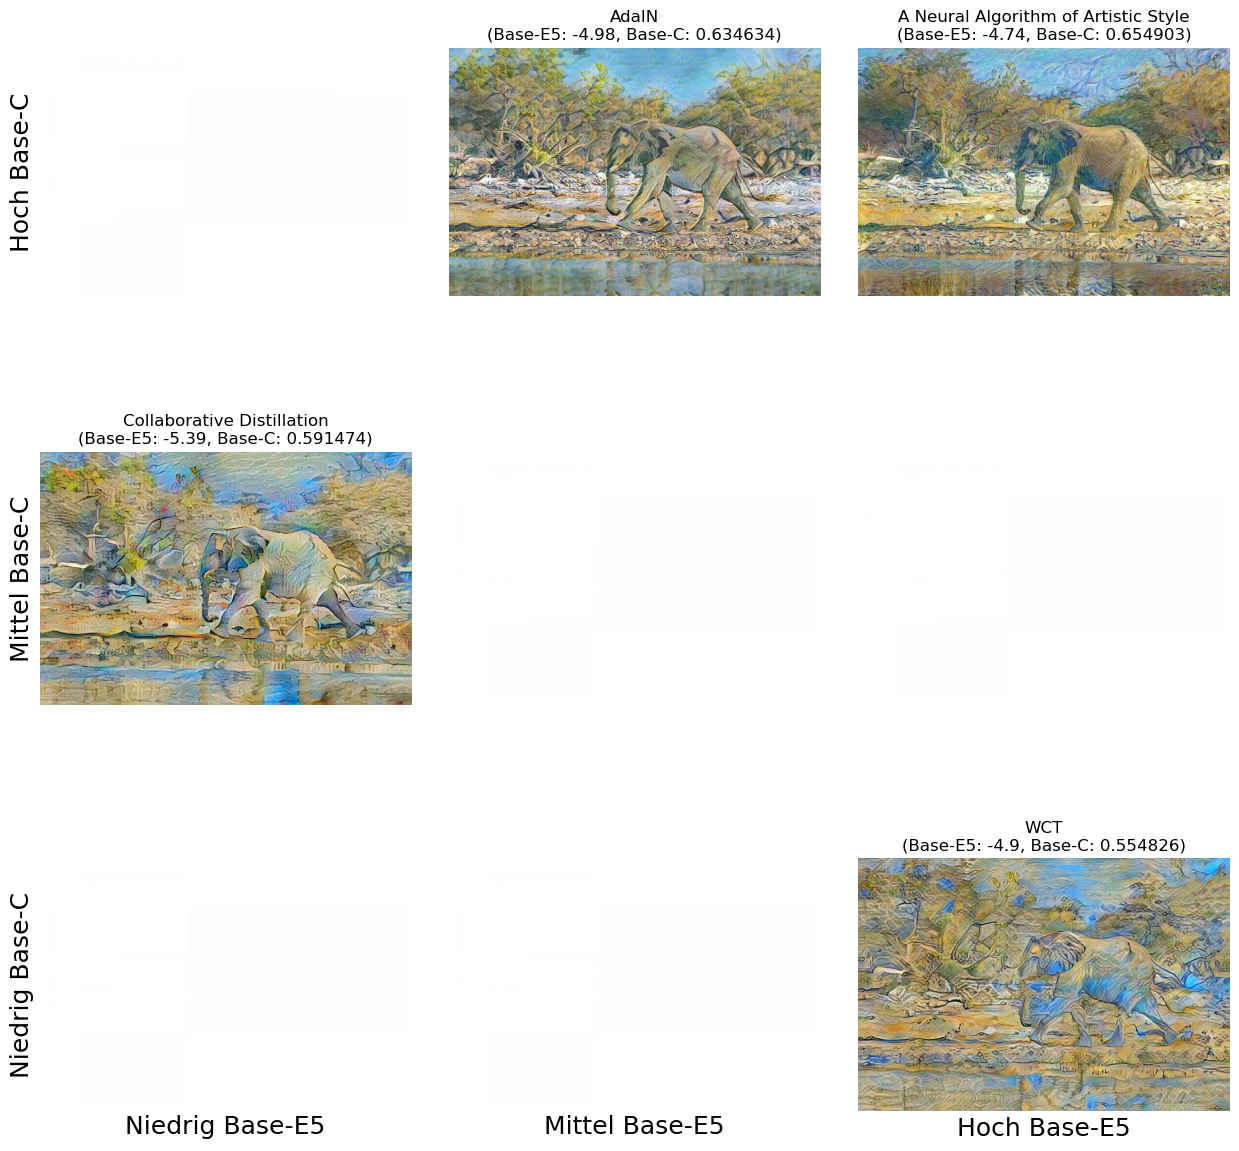 AdaIN
(Base-E5: -4.98, Base-C: 0.634634)
A Neural Algorithm of Artistic Style
(Base-E5: -4.74, Base-C: 0.654903)
Hoch Base-C
Collaborative Distillation
(Base-E5: -5.39, Base-C: 0.591474)
Mittel Base-C
WCT
(Base-E5: -4.9, Base-C: 0.554826)
Niedrig Base-C
Niedrig Base-E5
Mittel Base-E5
Hoch Base-E5